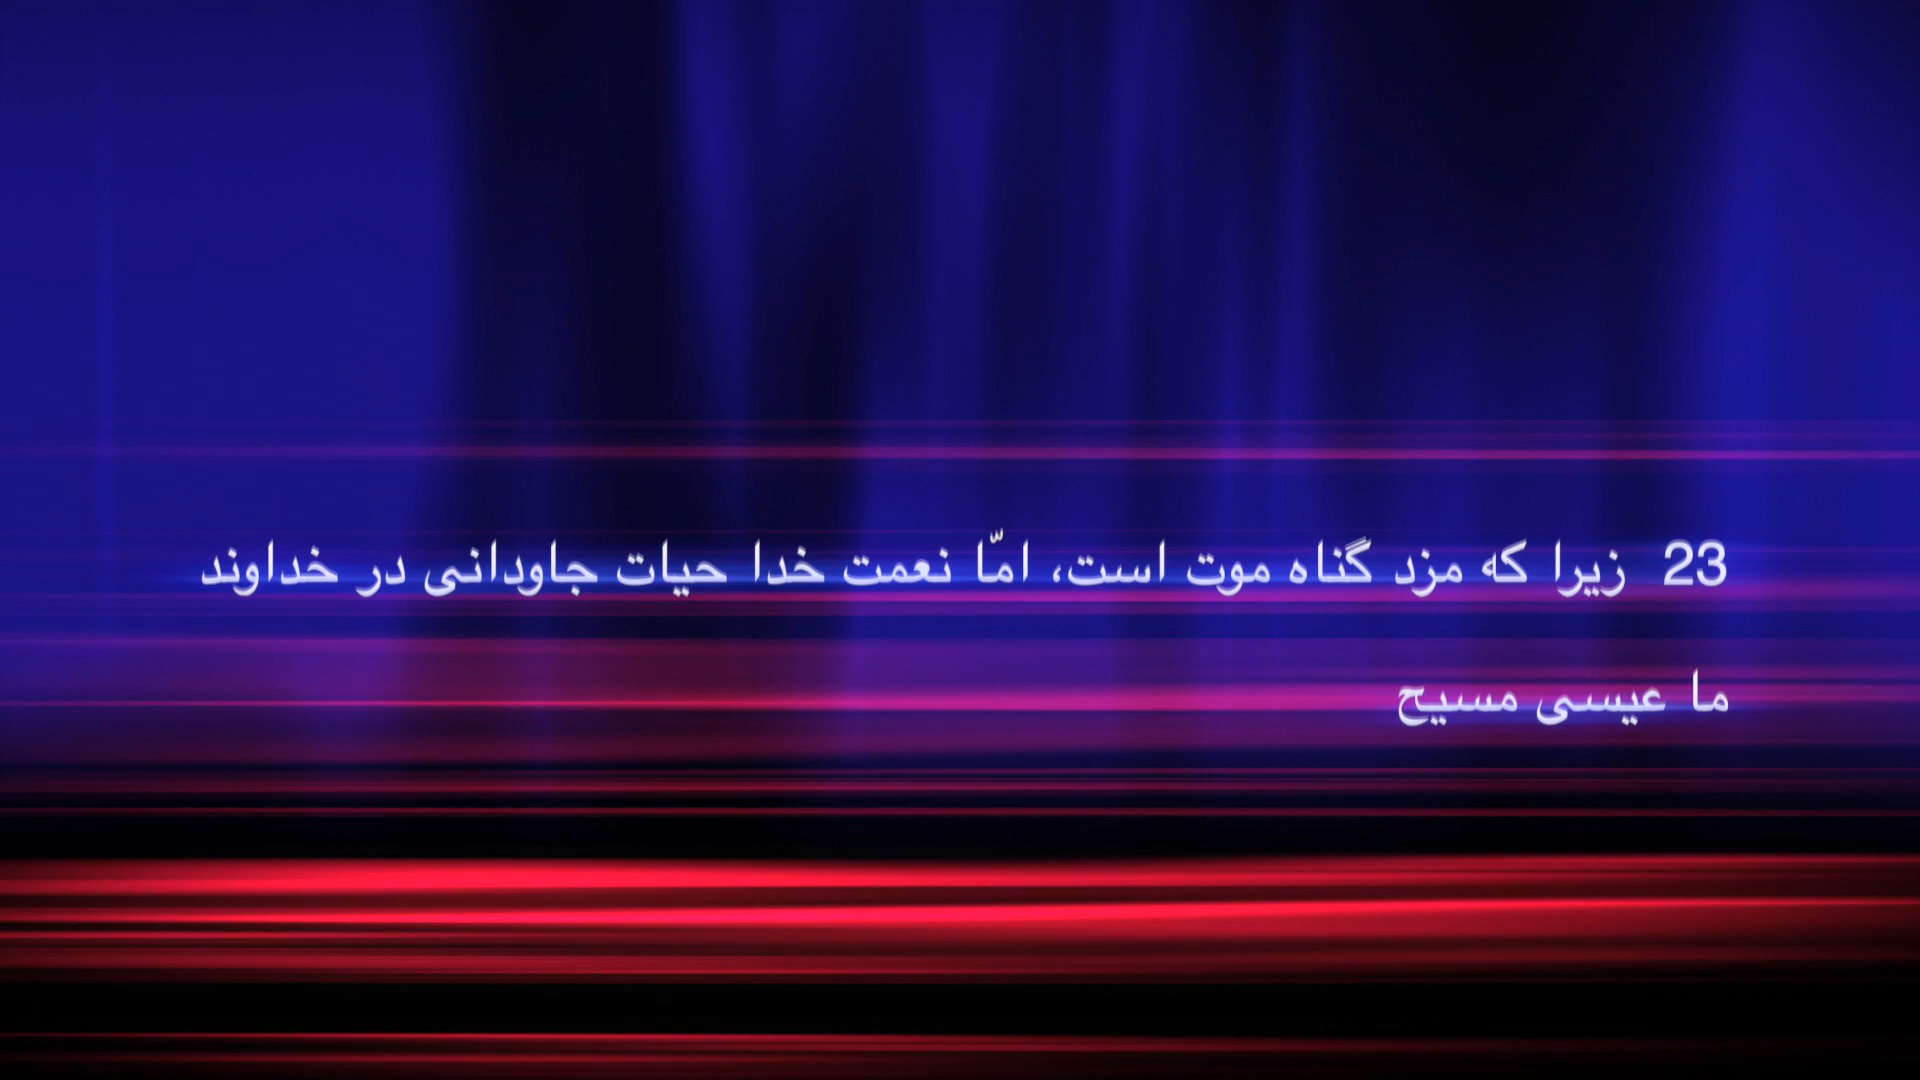 23 زیرا که مزد گناه موت است، امّا نعمت خدا حیات جاودانی در خداوند
ما عیسی مسیح